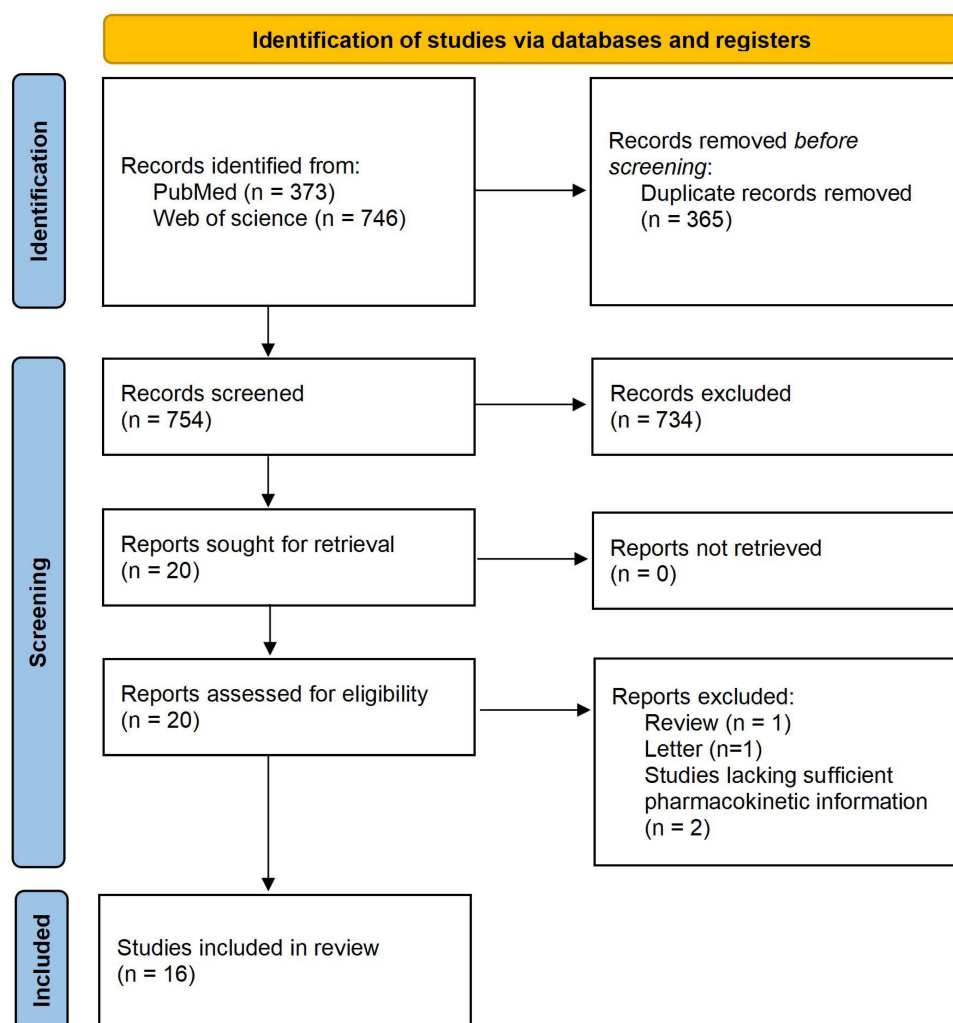 Identification of studies via databases and registers
Identification
Records identified from:
PubMed (n = 373)
Web of science (n = 746)
Records removed before
screening:
Duplicate records removed
(n = 365)
Screening
Records screened
(n = 754)
Records excluded
(n = 734)
Reports sought for retrieval
(n = 20)
Reports not retrieved
(n = 0)
Reports assessed for eligibility
(n = 20)
Reports excluded:
Review (n = 1)
Letter (n=1)
Studies lacking sufficient
pharmacokinetic information
(n = 2)
Included
Studies included in review
(n = 16)